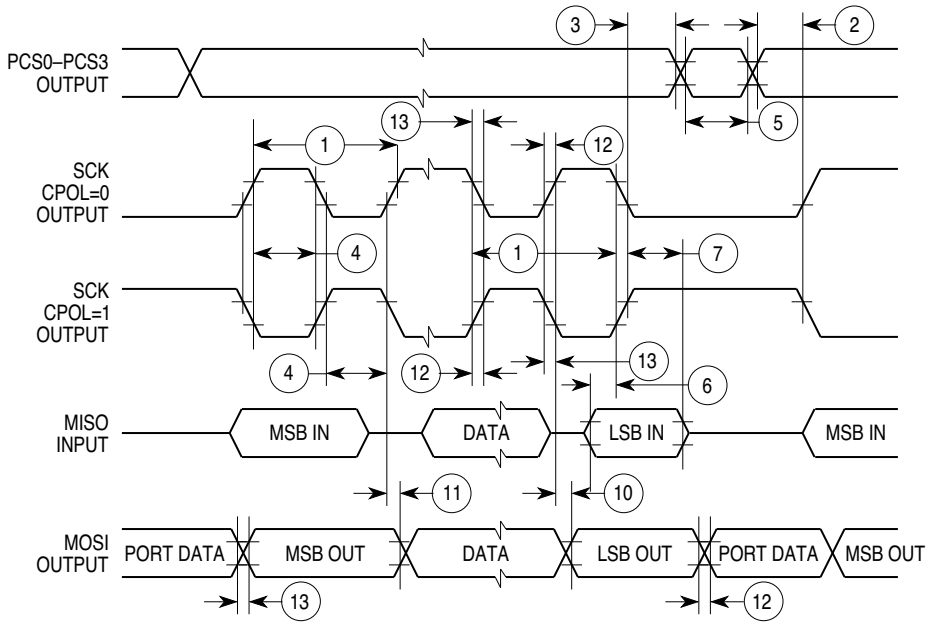 3
2
PCS0–PCS3
OUTPUT
5
13
1
12
SCK
CPOL=0
OUTPUT
4
1
7
SCK
CPOL=1
OUTPUT
13
4
12
6
MISO
INPUT
MSB IN
DATA
LSB IN
MSB IN
11
10
MOSI
OUTPUT
PORT DATA
MSB OUT
DATA
LSB OUT
PORT DATA
MSB OUT
13
12